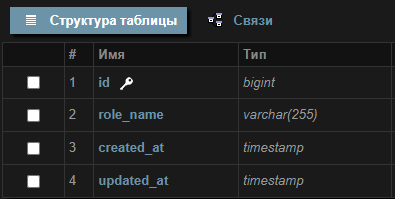 Структура таблицы Связи
# Имя Тип
1 id bigint
2 role_name varchar(255)
3 created_at timestamp
4 updated_at timestamp